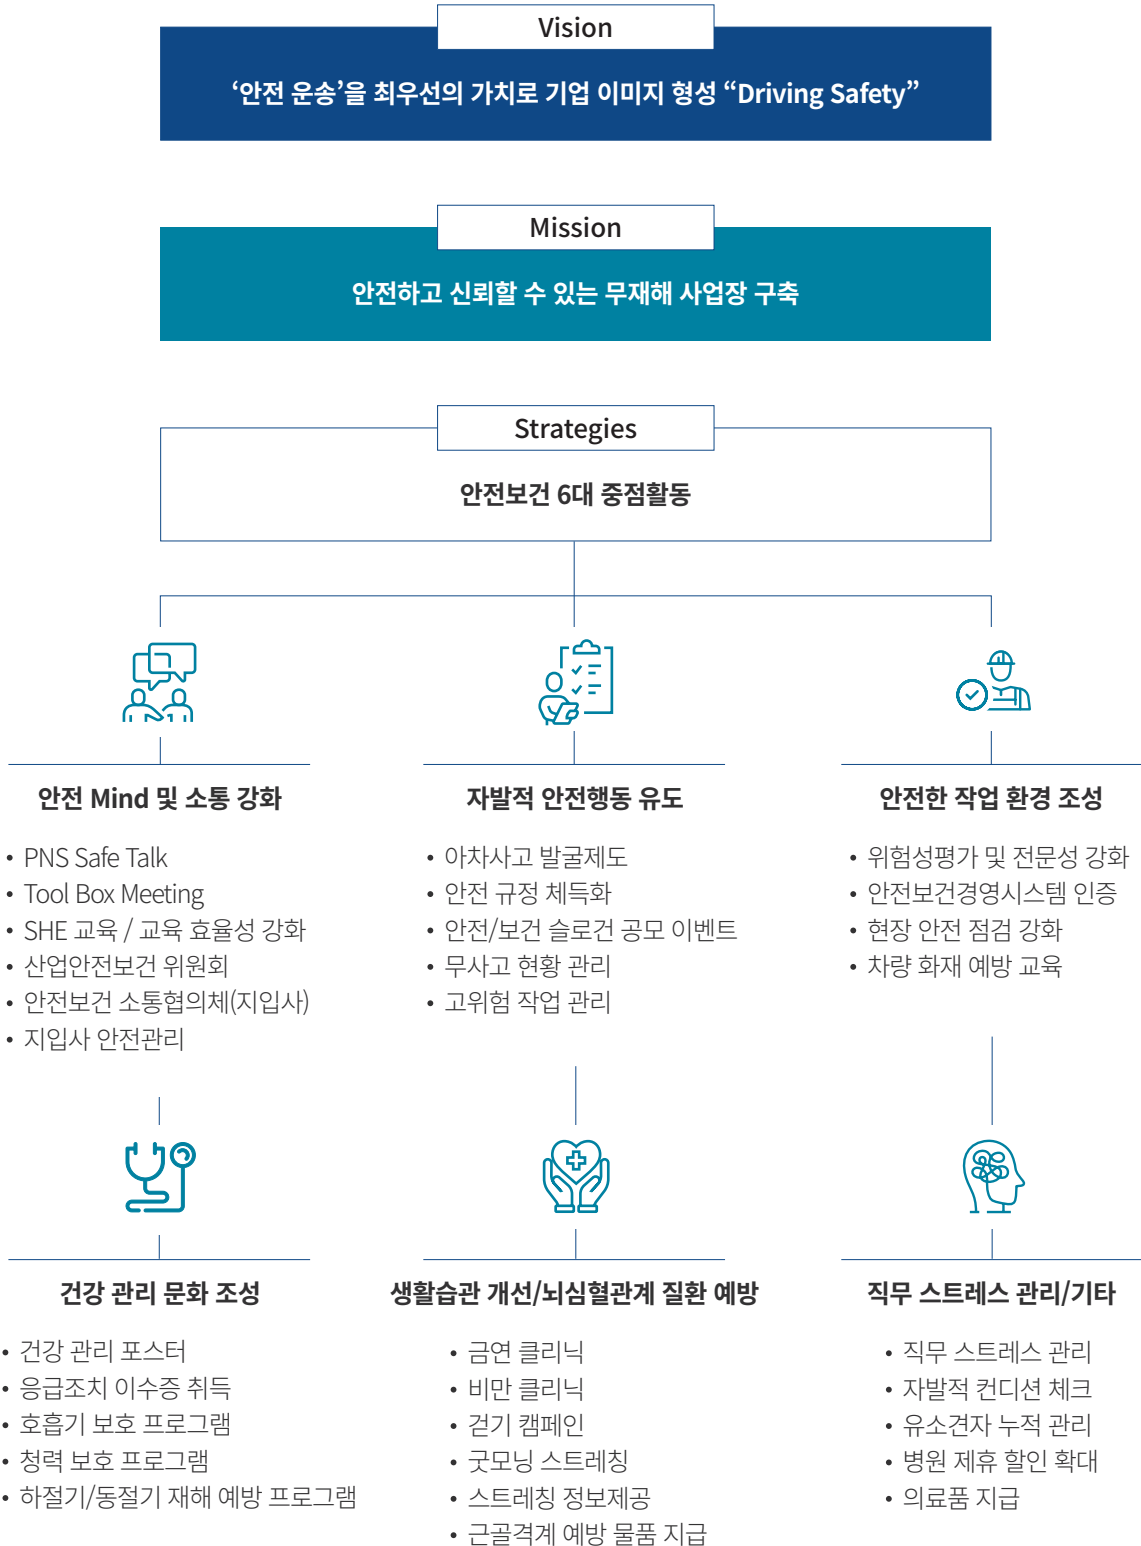 Vision
‘안전 운송’을 최우선의 가치로 기업 이미지 형성 “Driving Safety”
Mission
안전하고 신뢰할 수 있는 무재해 사업장 구축
Strategies
안전보건 6대 중점활동
안전 Mind 및 소통 강화
• PNS Safe Talk
• Tool Box Meeting
• SHE 교육 / 교육 효율성 강화
• 산업안전보건 위원회
• 안전보건 소통협의체(지입사)
• 지입사 안전관리
자발적 안전행동 유도
• 아차사고 발굴제도
• 안전 규정 체득화
• 안전/보건 슬로건 공모 이벤트
• 무사고 현황 관리
• 고위험 작업 관리
안전한 작업 환경 조성
• 위험성평가 및 전문성 강화
• 안전보건경영시스템 인증
• 현장 안전 점검 강화
• 차량 화재 예방 교육
건강 관리 문화 조성
• 건강 관리 포스터
• 응급조치 이수증 취득
• 호흡기 보호 프로그램
• 청력 보호 프로그램
• 하절기/동절기 재해 예방 프로그램
생활습관 개선/뇌심혈관계 질환 예방
• 금연 클리닉
• 비만 클리닉
• 걷기 캠페인
• 굿모닝 스트레칭
• 스트레칭 정보제공
• 근골격계 예방 물품 지급
직무 스트레스 관리/기타
• 직무 스트레스 관리
• 자발적 컨디션 체크
• 유소견자 누적 관리
• 병원 제휴 할인 확대
• 의료품 지급